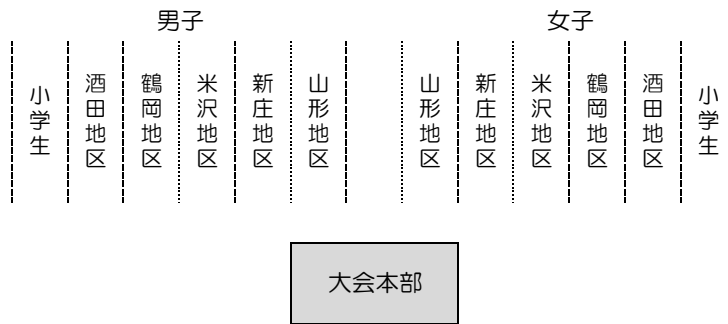 男子
女子
小学生
酒田地区
鶴岡地区
米沢地区
新庄地区
山形地区
山形地区
新庄地区
米沢地区
鶴岡地区
酒田地区
小学生
大会本部